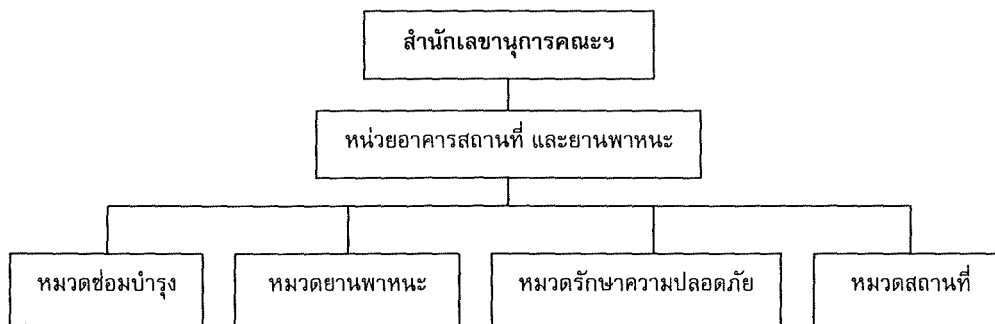 สำนักเลขานุการคณะฯ
หน่วยอาคารสถานที่ และยานพาหนะ
หมวดซ่อมบำรุง
หมวดยานพาหนะ
หมวดรักษาความปลอดภัย
หมวดสถานที่